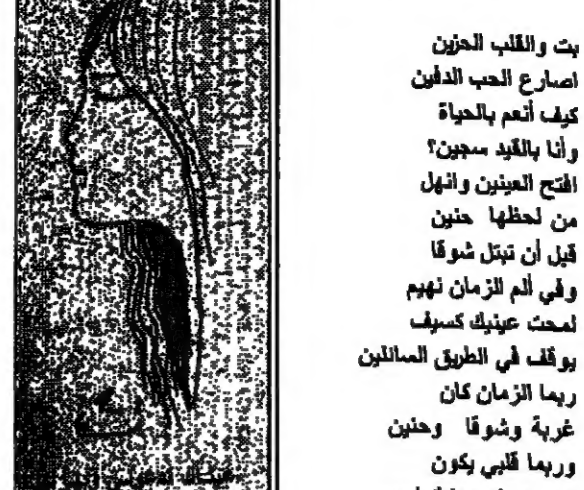 بت والقلب الحزين
اصارع الحب الدفين
كيف أنعم بالحياة
وأنا بالقيد سجين؟
افتح العينين وانهل
من لحظها حنين
قبل أن تبتل شوقا
وفي ألم الزمان نهيم
لمحت عينيك كسيف
يوقف في الطريق السائلين
ربما الزمان كان
غربة وشوقا وحنين
وربما قلبي يكون